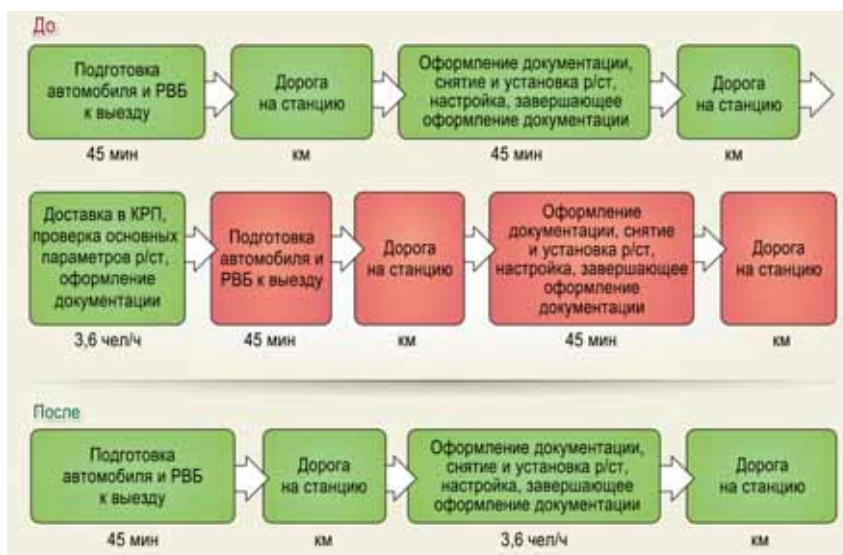 До
Подготовка
автомобиля и РВБ
к выезду
Дорога
на станцию
Оформление документации,
снятие и установка р/ст,
настройка, завершающее
оформление документации
Дорога
на станцию
45 мин
км
45 мин
км
Доставка в КРП,
проверка основных
параметров р/ст,
оформление
документации
Подготовка
автомобиля и
РВБ к выезду
Дорога
на станцию
Оформление
документации, снятие
и установка р/ст,
настройка, завершающее
оформление
документации
Дорога
на станцию
3,6 чел/ч
45 мин
км
45 мин
км
После
Подготовка
автомобиля и РВБ
к выезду
Дорога
на станцию
Оформление документации,
снятие и установка р/ст,
настройка, завершающее
оформление документации
Дорога
на станцию
45 мин
км
3,6 чел/ч
км